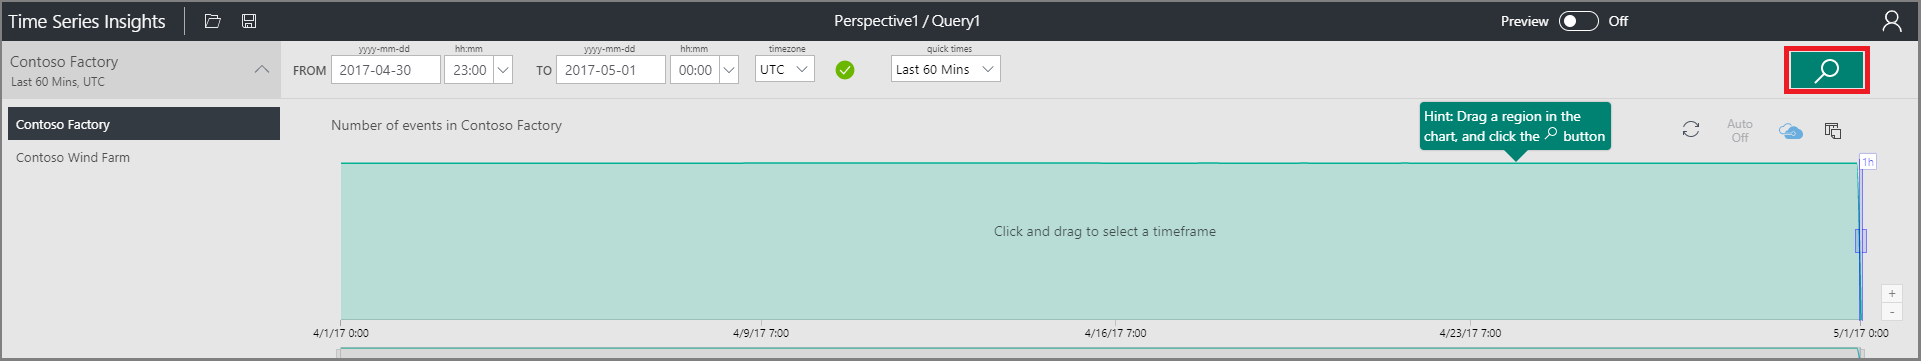 Time Series Insights
Perspective1 / Query1
Preview Off
Contoso Factory
Last 60 Mins, UTC
yyyy-mm-dd hh:mm yyyy-mm-dd hh:mm timezone quick times
FROM 2017-04-30 23:00 TO 2017-05-01 00:00 UTC Last 60 Mins
Contoso Factory
Contoso Wind Farm
Number of events in Contoso Factory
Hint: Drag a region in the
chart, and click the button
Auto
Off
1h
Click and drag to select a timeframe
+
-
4/1/17 0:00 4/9/17 7:00 4/16/17 7:00 4/23/17 7:00 5/1/17 0:00